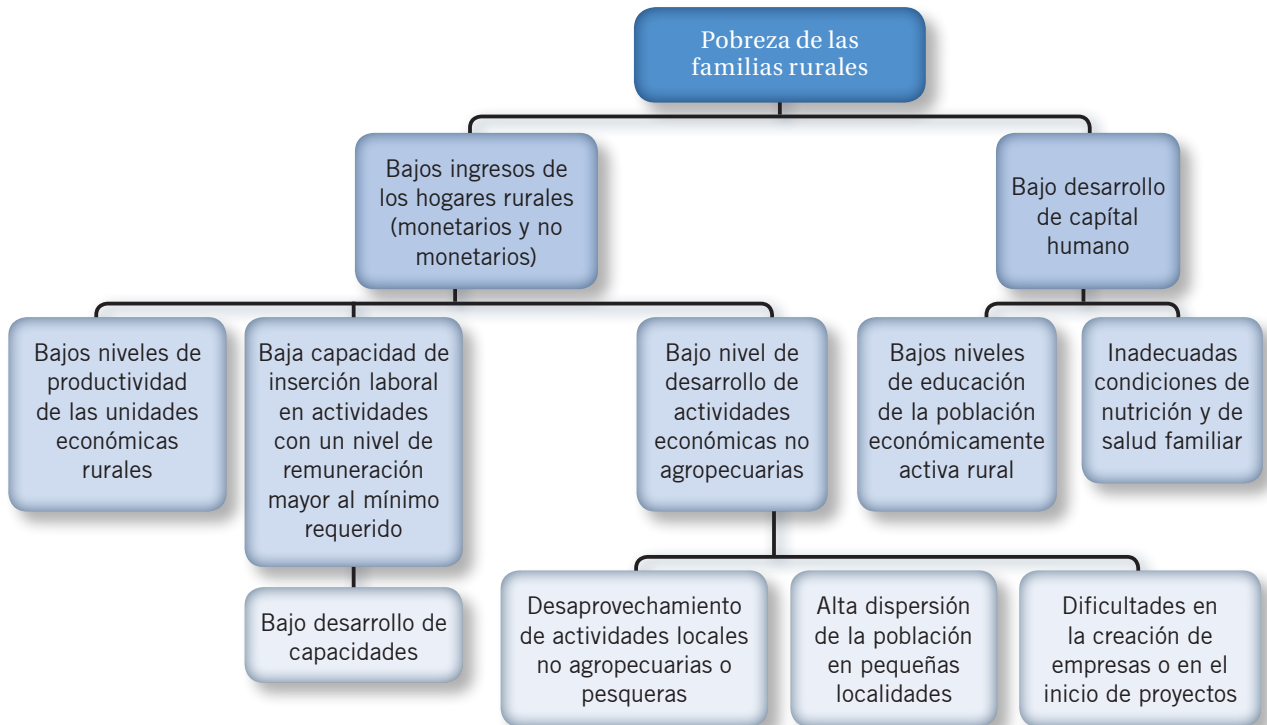 Pobreza de las
familias rurales
Bajos ingresos de
los hogares rurales
(monetarios y no
monetarios)
Bajo desarrollo
de capítal
humano
Bajos niveles de
productividad
de las unidades
económicas
rurales
Baja capacidad de
inserción laboral
en actividades
con un nivel de
remuneración
mayor al mínimo
requerido
Bajo nivel de
desarrollo de
actividades
económicas no
agropecuarias
Bajos niveles
de educación
de la población
económicamente
activa rural
Inadecuadas
condiciones de
nutrición y de
salud familiar
Bajo desarrollo de
capacidades
Desaprovechamiento
de actividades locales
no agropecuarias o
pesqueras
Alta dispersión
de la población
en pequeñas
localidades
Dificultades en
la creación de
empresas o en el
inicio de proyectos